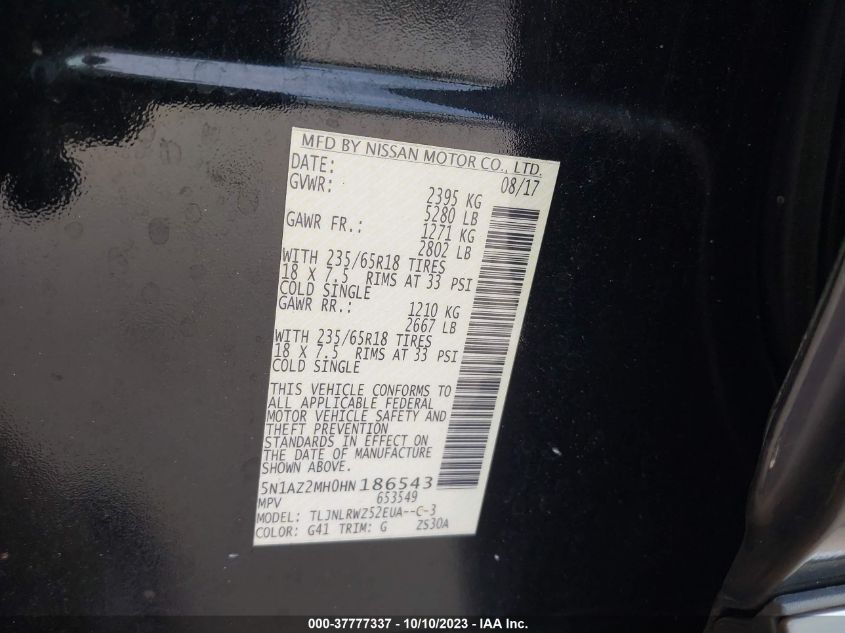 MFD BY NISSAN MOTOR CO., LTD.
DATE: 08/17
GVWR: 2395 KG
5280 LB
GAWR FR.: 1271 KG
2802 LB
WITH 235/65R18 TIRES
18 X 7.5 RIMS AT 33 PSI
COLD SINGLE
GAWR RR.: 1210 KG
2667 LB
WITH 235/65R18 TIRES
18 X 7.5 RIMS AT 33 PSI
COLD SINGLE
THIS VEHICLE CONFORMS TO
ALL APPLICABLE FEDERAL
MOTOR VEHICLE SAFETY AND
THEFT PREVENTION
STANDARDS IN EFFECT ON
THE DATE OF MANUFACTURE
SHOWN ABOVE.
5N1AZ2MH0HN186543
MPV 653549
MODEL: TLJNLRWZ52EUA--C-3
COLOR: G41 TRIM: G ZS30A
000-37777337 - 10/10/2023 - IAA Inc.